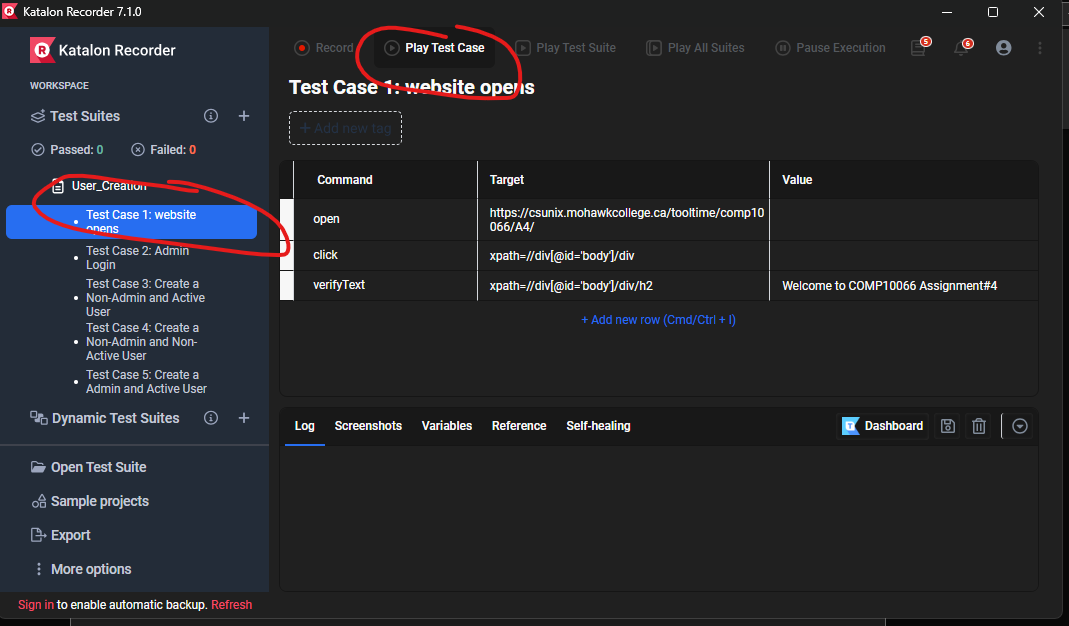 Katalon Recorder 7.1.0
Katalon Recorder
WORKSPACE
Test Suites
Passed: 0
Failed: 0
User_Creation
Test Case 1: website
opens
Test Case 2: Admin
Login
Test Case 3: Create a
Non-Admin and Active
User
Test Case 4: Create a
Non-Admin and Non-
Active User
Test Case 5: Create a
Admin and Active User
Dynamic Test Suites
Open Test Suite
Sample projects
Export
More options
Sign in to enable automatic backup. Refresh
Record
Play Test Case
Play Test Suite
Play All Suites
Pause Execution
5
6
Test Case 1: website opens
+ Add new tag
Command Target Value
open https://csunix.mohawkcollege.ca/tooltime/comp10
066/A4/
click xpath=//div[@id='body']/div
verifyText xpath=//div[@id='body']/div/h2 Welcome to COMP10066 Assignment#4
+ Add new row (Cmd/Ctrl + I)
Log Screenshots Variables Reference Self-healing
Dashboard